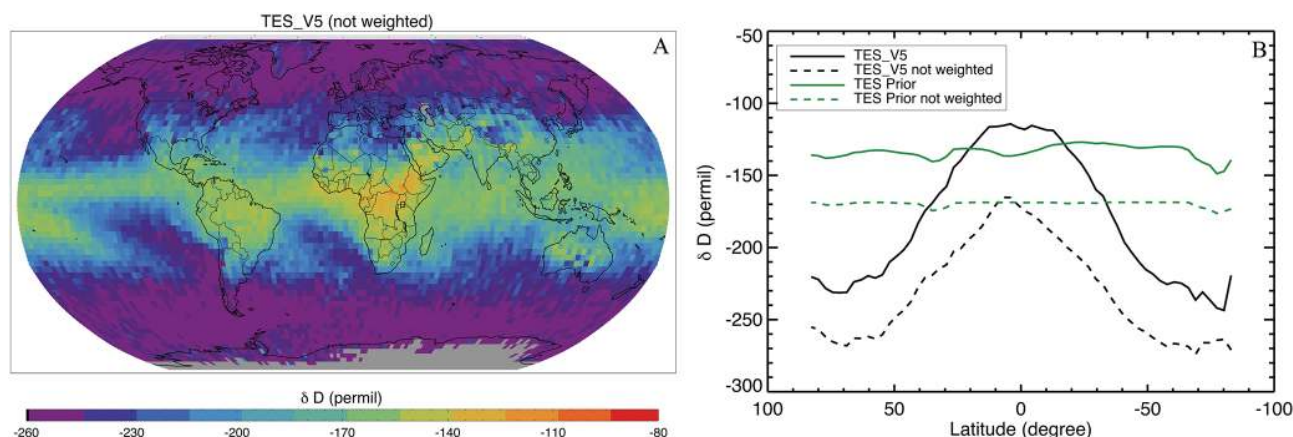 TES_V5 (not weighted)
A
δ D (permil)
-260 -230 -200 -170 -140 -110 -80
B
TES_V5
TES_V5 not weighted
TES Prior
TES Prior not weighted
-50
-100
-150
-200
-250
-300
δ D (permil)
100 50 0 -50 -100
Latitude (degree)